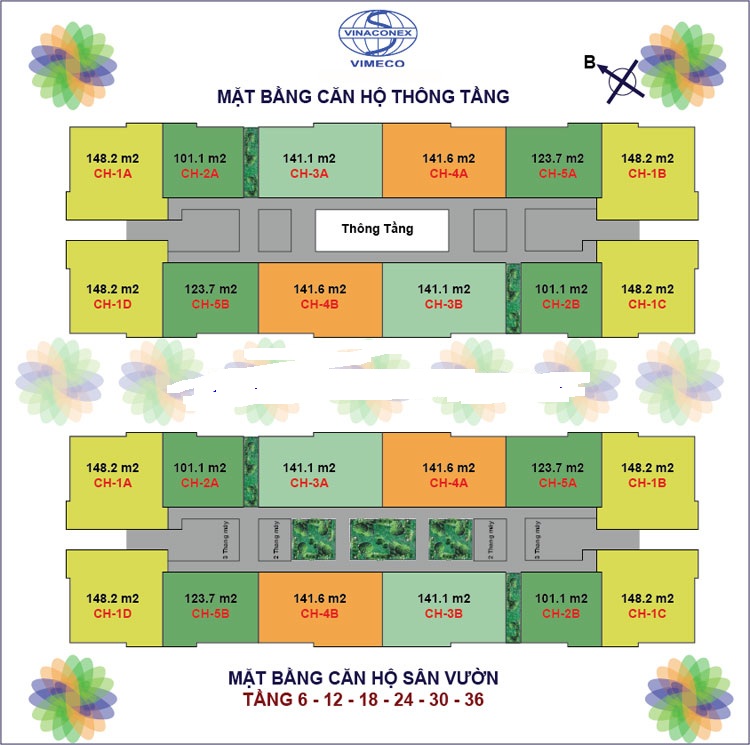 VINACONEX
VIMECO
B
MẶT BẰNG CĂN HỘ THÔNG TẦNG
148.2 m2
CH-1A
101.1 m2
CH-2A
141.1 m2
CH-3A
141.6 m2
CH-4A
123.7 m2
CH-5A
148.2 m2
CH-1B
Thông Tầng
148.2 m2
CH-1D
123.7 m2
CH-5B
141.6 m2
CH-4B
141.1 m2
CH-3B
101.1 m2
CH-2B
148.2 m2
CH-1C
148.2 m2
CH-1A
101.1 m2
CH-2A
141.1 m2
CH-3A
141.6 m2
CH-4A
123.7 m2
CH-5A
148.2 m2
CH-1B
3 Thang máy
2 Thang máy
2 Thang máy
3 Thang máy
148.2 m2
CH-1D
123.7 m2
CH-5B
141.6 m2
CH-4B
141.1 m2
CH-3B
101.1 m2
CH-2B
148.2 m2
CH-1C
MẶT BẰNG CĂN HỘ SÂN VƯỜN
TẦNG 6 - 12 - 18 - 24 - 30 - 36